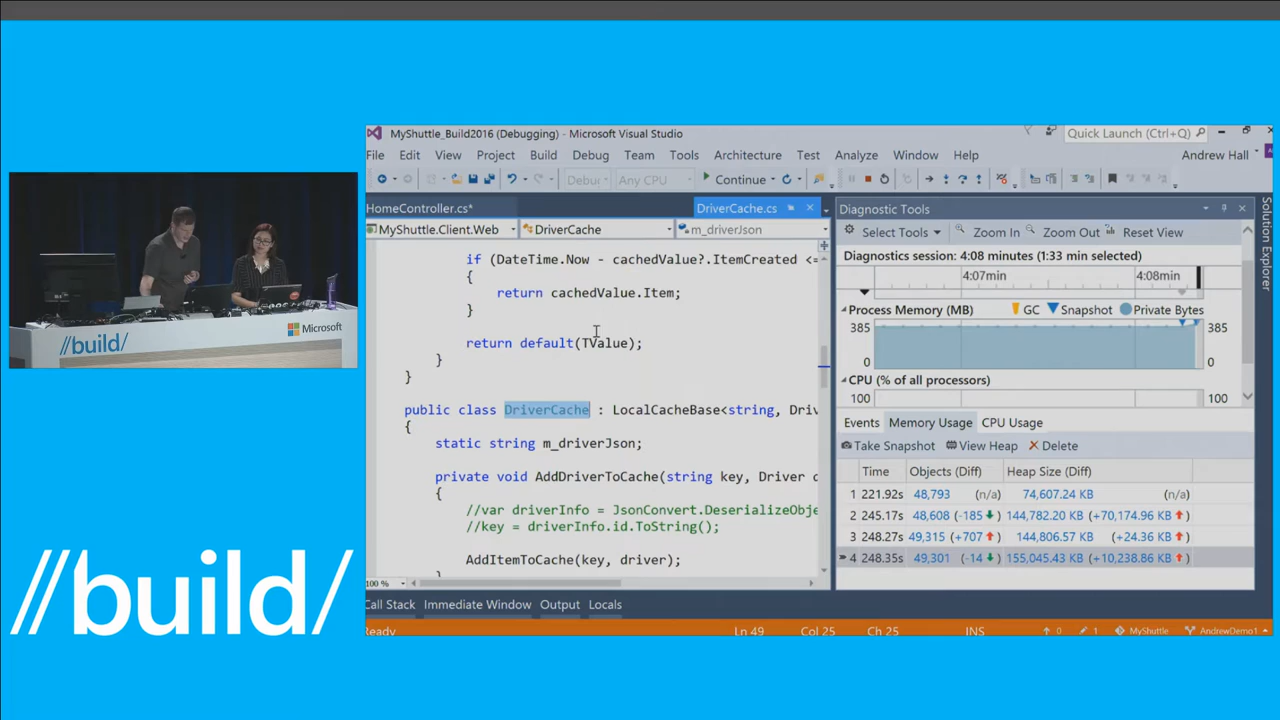 MyShuttle_Build2016 (Debugging) - Microsoft Visual Studio
Quick Launch (Ctrl+Q)
File Edit View Project Build Debug Team Tools Architecture Test Analyze Window Help
Andrew Hall
Debu Any CPU Continue
HomeController.cs*
DriverCache.cs
MyShuttle.Client.Web
DriverCache
m_driverJson
if (DateTime.Now - cachedValue?.ItemCreated <=
{
return cachedValue.Item;
}
return default(TValue);
}
}
public class DriverCache : LocalCacheBase<string, Driv
{
static string m_driverJson;
private void AddDriverToCache(string key, Driver d
{
//var driverInfo = JsonConvert.DeserializeObje
//key = driverInfo.id.ToString();
AddItemToCache(key, driver);
100 %
Diagnostic Tools
Select Tools Zoom In Zoom Out Reset View
Diagnostics session: 4:08 minutes (1:33 min selected)
4:07min 4:08min
Process Memory (MB) GC Snapshot Private Bytes
385 385
0 0
CPU (% of all processors)
100 100
Events Memory Usage CPU Usage
Take Snapshot View Heap Delete
Time Objects (Diff) Heap Size (Diff)
1 221.92s 48,793 (n/a) 74,607.24 KB (n/a)
2 245.17s 48,608 (-185) 144,782.20 KB (+70,174.96 KB)
3 248.27s 49,315 (+707) 144,806.57 KB (+24.36 KB)
4 248.35s 49,301 (-14) 155,045.43 KB (+10,238.86 KB)
Solution Explorer
Call Stack Immediate Window Output Locals
Ready Ln 49 Col 25 Ch 25 INS 0 1 MyShuttle AndrewDemo1
//build/
Microsoft
//build/